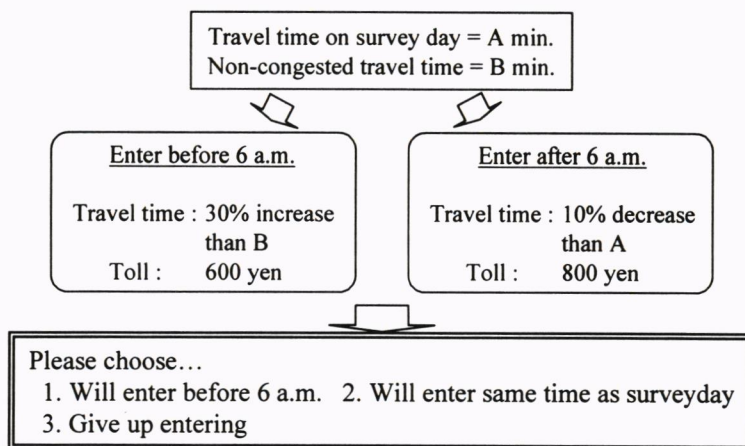 Travel time on survey day = A min.
Non-congested travel time = B min.
Enter before 6 a.m.
Travel time : 30% increase
than B
Toll : 600 yen
Enter after 6 a.m.
Travel time : 10% decrease
than A
Toll : 800 yen
Please choose…
1. Will enter before 6 a.m. 2. Will enter same time as surveyday
3. Give up entering